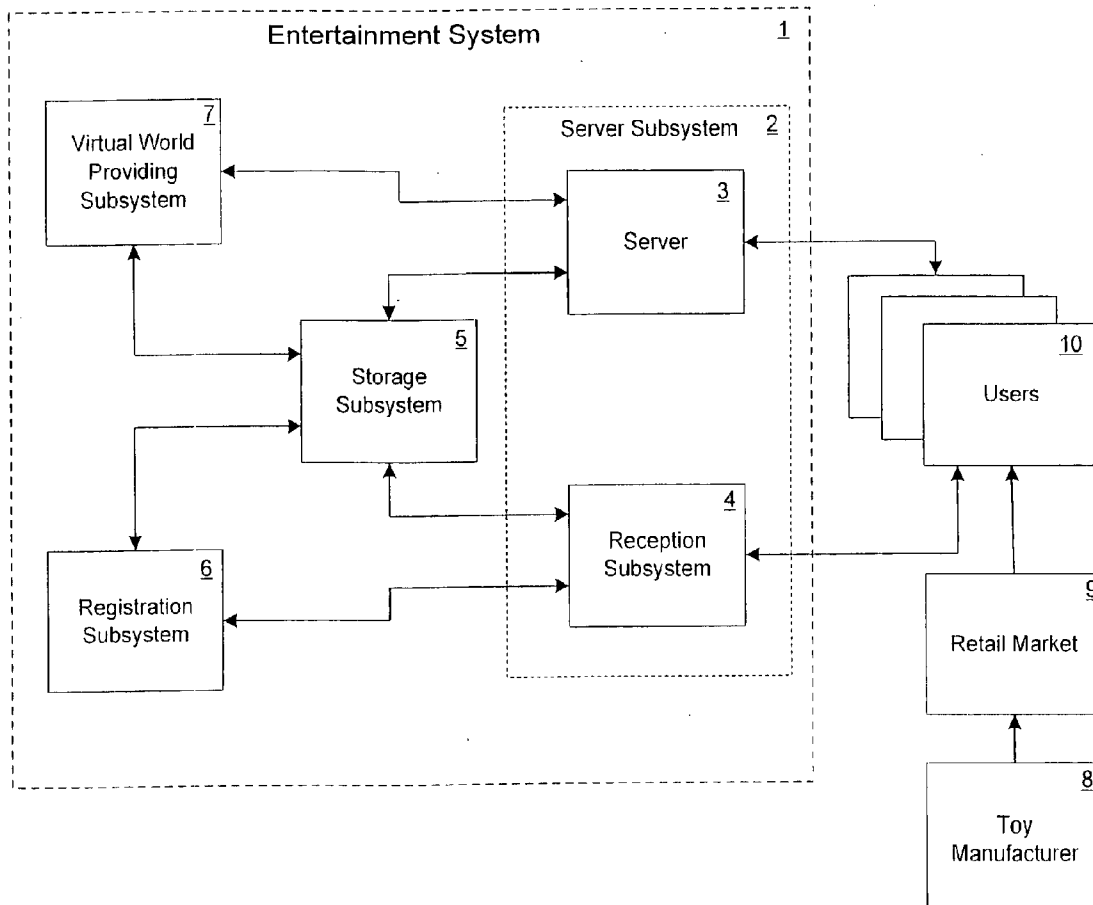 Entertainment System
1
7
Virtual World
Providing
Subsystem
Server Subsystem
2
3
Server
5
Storage
Subsystem
10
Users
4
Reception
Subsystem
6
Registration
Subsystem
9
Retail Market
8
Toy
Manufacturer